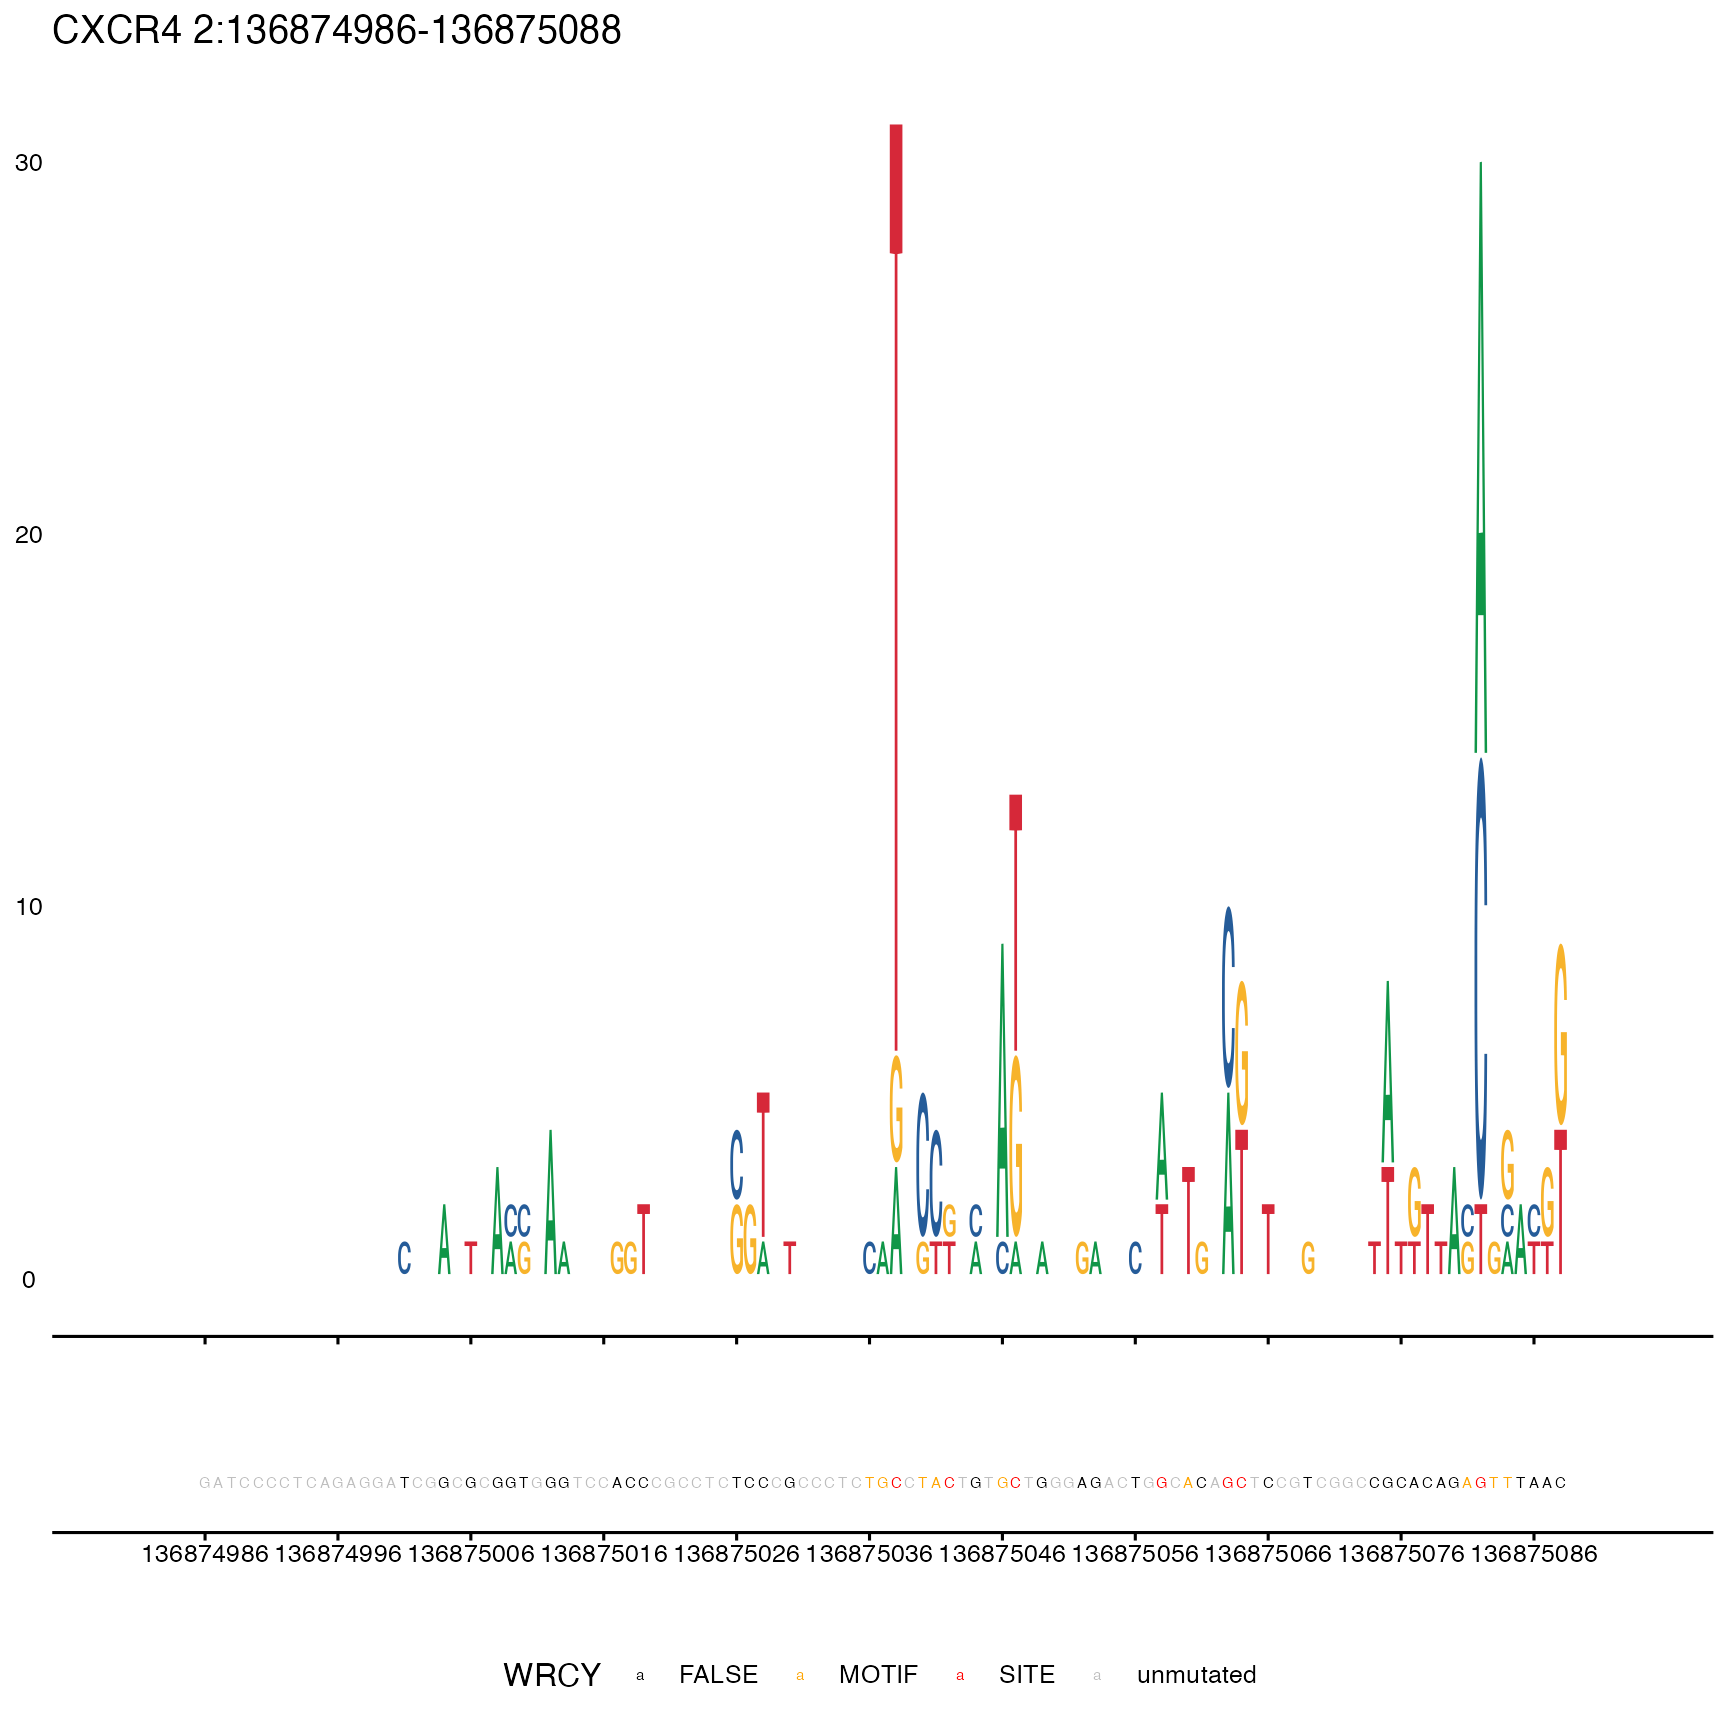 CXCR4 2:136874986-136875088
T
30 A
20
C
T
10 C
A G
G A
G G
C T C A A
A C C A G T T
A T T A G G
A C C T G G G C T T G T C T C A C G
C A T A A G A A G G T G G A T C A A G T T A C A A G A C T T G A T T G T T T T T T A G T G A A T T T
0
GATCCCCTCAGAGGATCGGCGCGGTGGGTCCACCCGCCTCTCCCGCCCTCTGCCTACTGTGCTGGGAGACTGGCACAGCTCCGTCGGCCGCACAGAGTTTAAC
136874986 136874996 136875006 136875016 136875026 136875036 136875046 136875056 136875066 136875076 136875086
WRCY a FALSE a MOTIF a SITE a unmutated